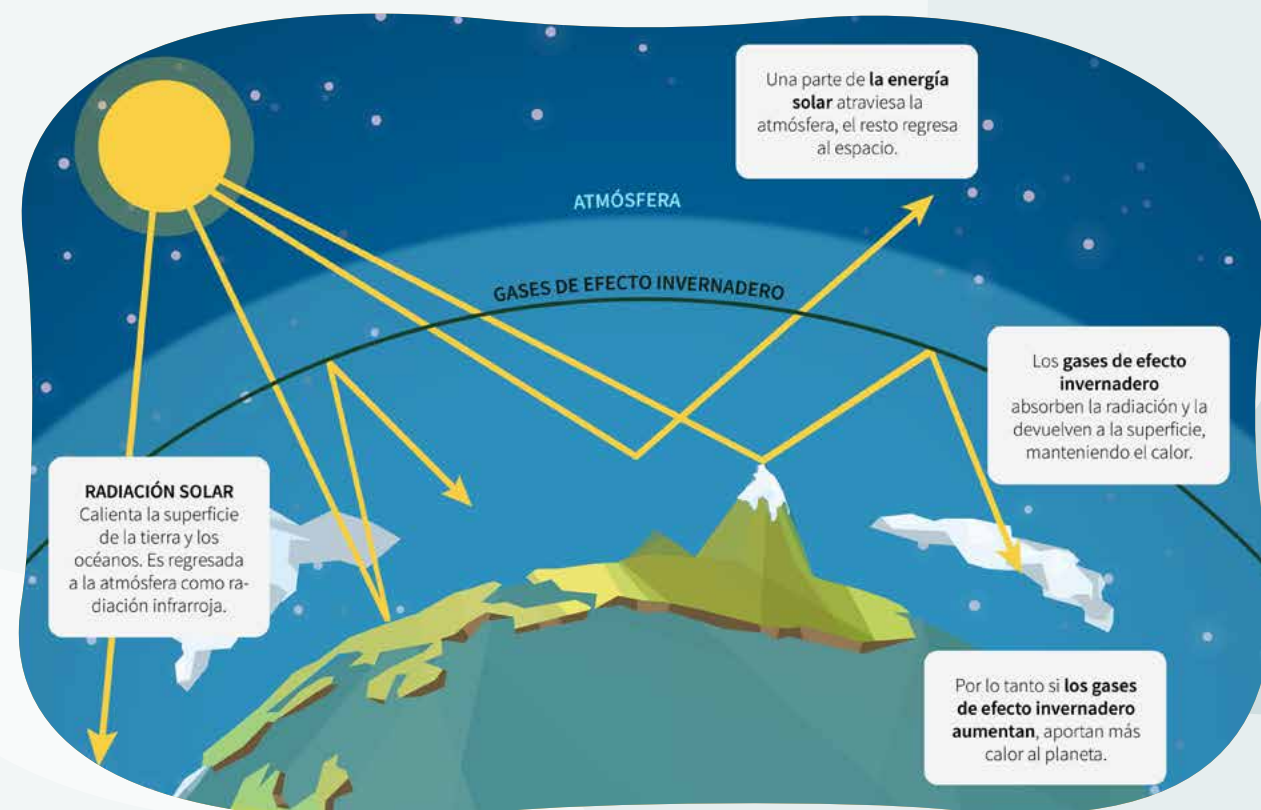 Una parte de la energía
solar atraviesa la
atmósfera, el resto regresa
al espacio.
ATMÓSFERA
GASES DE EFECTO INVERNADERO
Los gases de efecto
invernadero
absorben la radiación y la
devuelven a la superficie,
manteniendo el calor.
RADIACIÓN SOLAR
Calienta la superficie
de la tierra y los
océanos. Es regresada
a la atmósfera como ra-
diación infrarroja.
Por lo tanto si los gases
de efecto invernadero
aumentan, aportan más
calor al planeta.